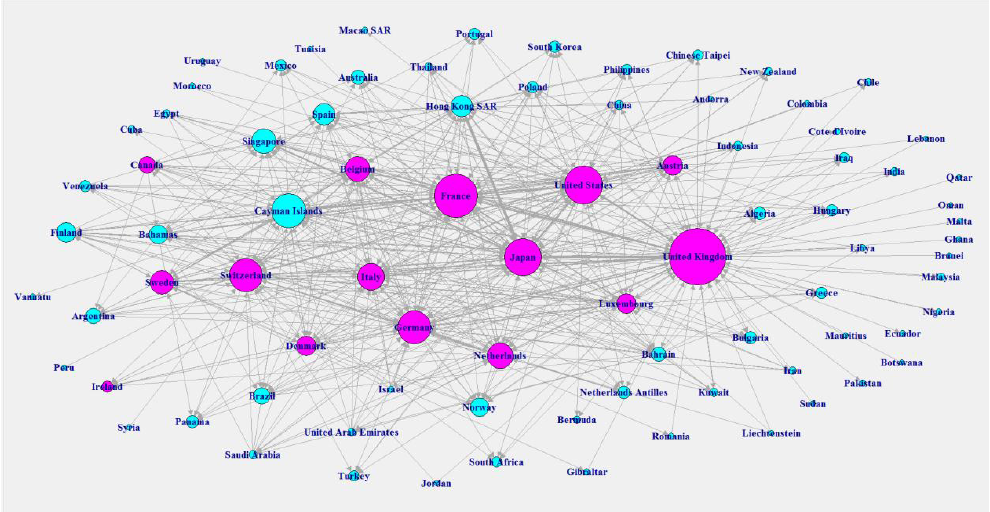 Macao SAR
Portugal
Tunisia
South Korea
Uruguay
Mexico
Thailand
Chinese Taipei
Australia
Philippines
New Zealand
Morocco
Poland
Chile
Egypt
Spain
Hong Kong SAR
China
Andorra
Colombia
Cuba
Singapore
Cote d'Ivoire
Lebanon
Canada
Belgium
Austria
Indonesia
Iraq
India
Venezuela
France
United States
Qatar
Cayman Islands
Algeria
Hungary
Oman
Finland
Bahamas
Malta
Ghana
Japan
United Kingdom
Libya
Brunei
Sweden
Switzerland
Italy
Malaysia
Vanuatu
Luxembourg
Greece
Argentina
Germany
Nigeria
Denmark
Bulgaria
Mauritius
Ecuador
Peru
Netherlands
Bahrain
Botswana
Ireland
Israel
Iran
Brazil
Netherlands Antilles
Kuwait
Pakistan
Norway
Sudan
Panama
Bermuda
Syria
United Arab Emirates
Romania
Liechtenstein
Saudi Arabia
South Africa
Turkey
Jordan
Gibraltar